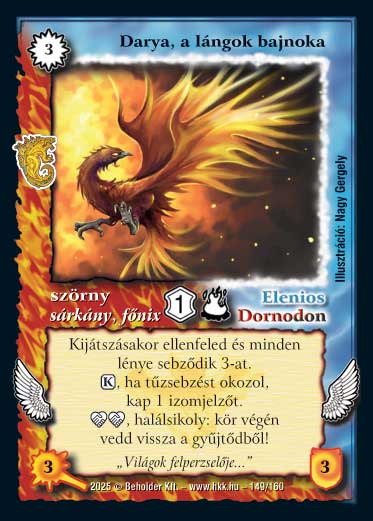 3
Darya, a lángok bajnoka
Illusztráció: Nagy Gergely
szörny
sárkány, főnix
1
Elenios
Dornodon
Kijátszásakor ellenfeled és minden
lénye sebződik 3-at.
K, ha tűzsebzést okozol,
kap 1 izomjelzőt.
, halálsikoly: kör végén
vedd vissza a gyűjtődből!
„Világok felperzselője...”
3
2025 © Beholder Kft. – www.hkk.hu – 149/160
3